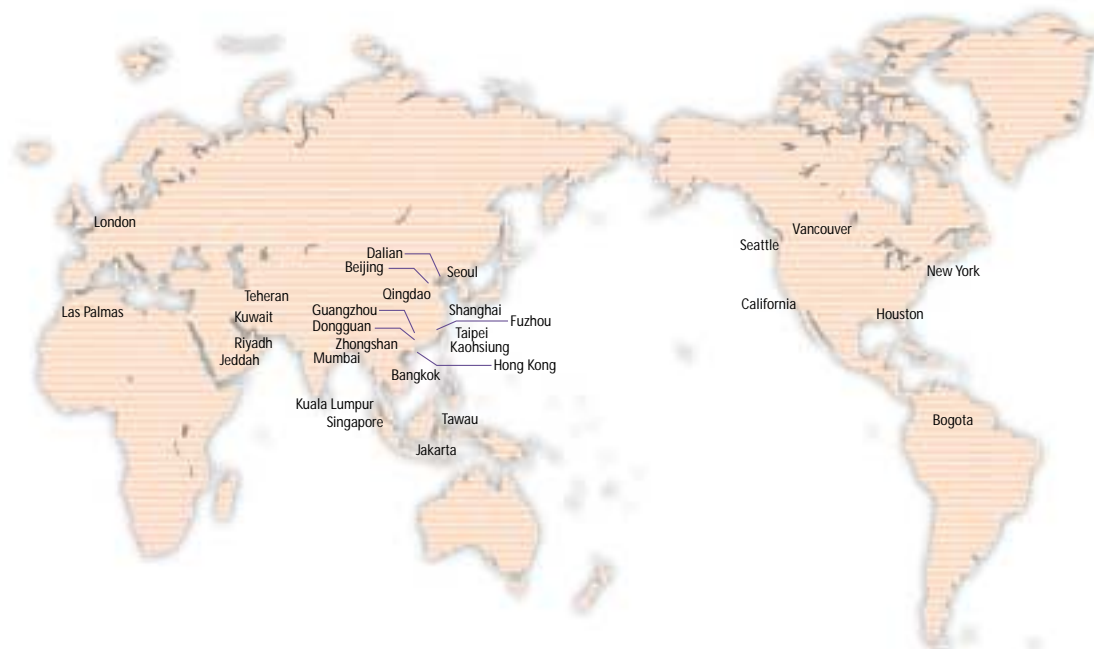 London
Vancouver
Seattle
Dalian
Beijing
Seoul
New York
Qingdao
Teheran
California
Las Palmas
Guangzhou
Shanghai
Kuwait
Houston
Fuzhou
Dongguan
Taipei
Riyadh
Zhongshan
Kaohsiung
Jeddah
Mumbai
Hong Kong
Bangkok
Kuala Lumpur
Singapore
Tawau
Bogota
Jakarta